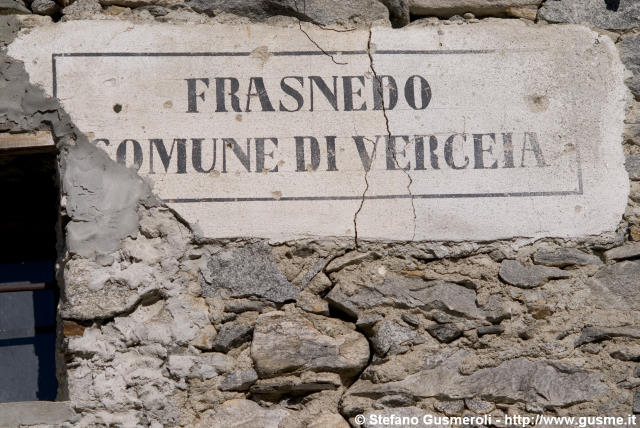 FRASNEDO
COMUNE DI VERCEIA
© Stefano Gusmeroli - http://www.gusme.it